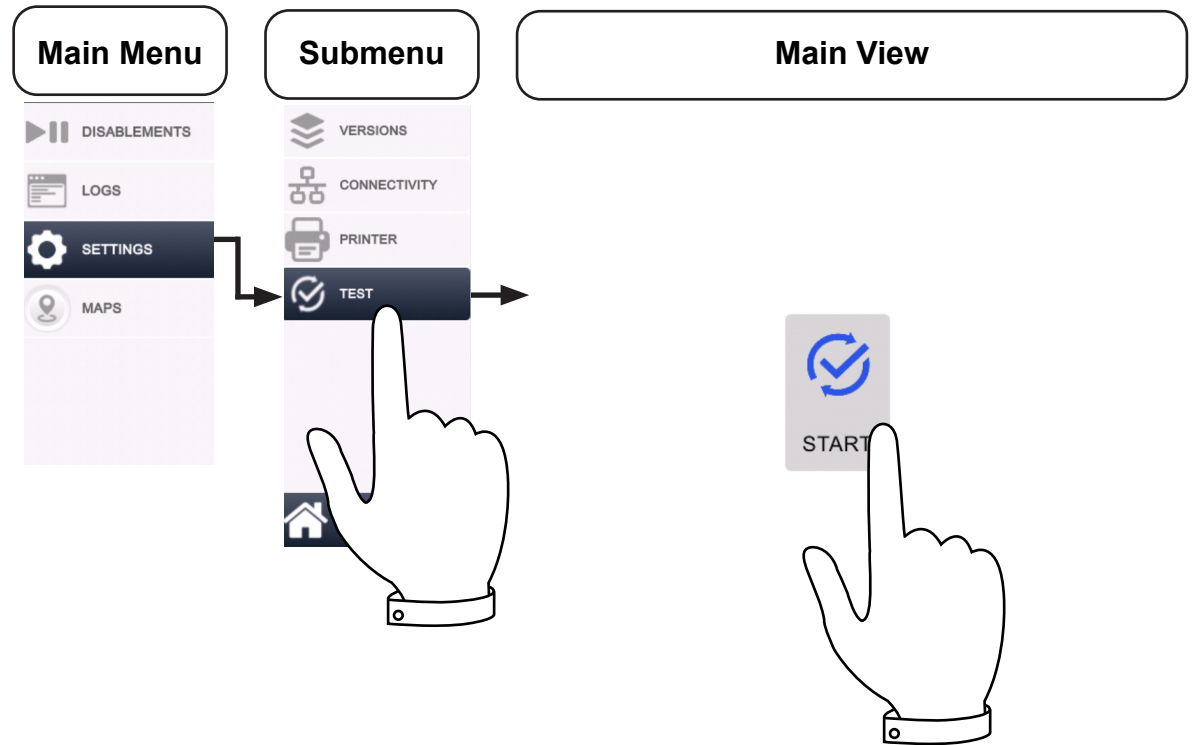 Main Menu
Submenu
Main View
DISABLEMENTS
LOGS
SETTINGS
MAPS
VERSIONS
CONNECTIVITY
PRINTER
TEST
START